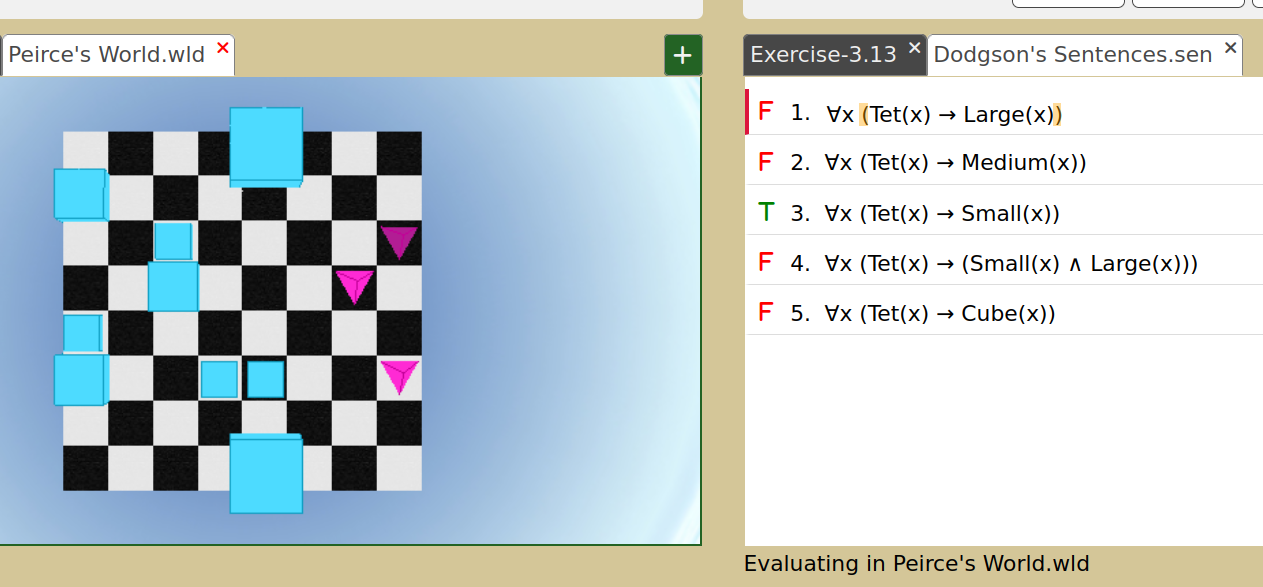 Peirce's World.wld ×
+
Exercise-3.13 × Dodgson's Sentences.sen ×
F 1. ∀x (Tet(x) → Large(x))
F 2. ∀x (Tet(x) → Medium(x))
T 3. ∀x (Tet(x) → Small(x))
F 4. ∀x (Tet(x) → (Small(x) ∧ Large(x)))
F 5. ∀x (Tet(x) → Cube(x))
Evaluating in Peirce's World.wld